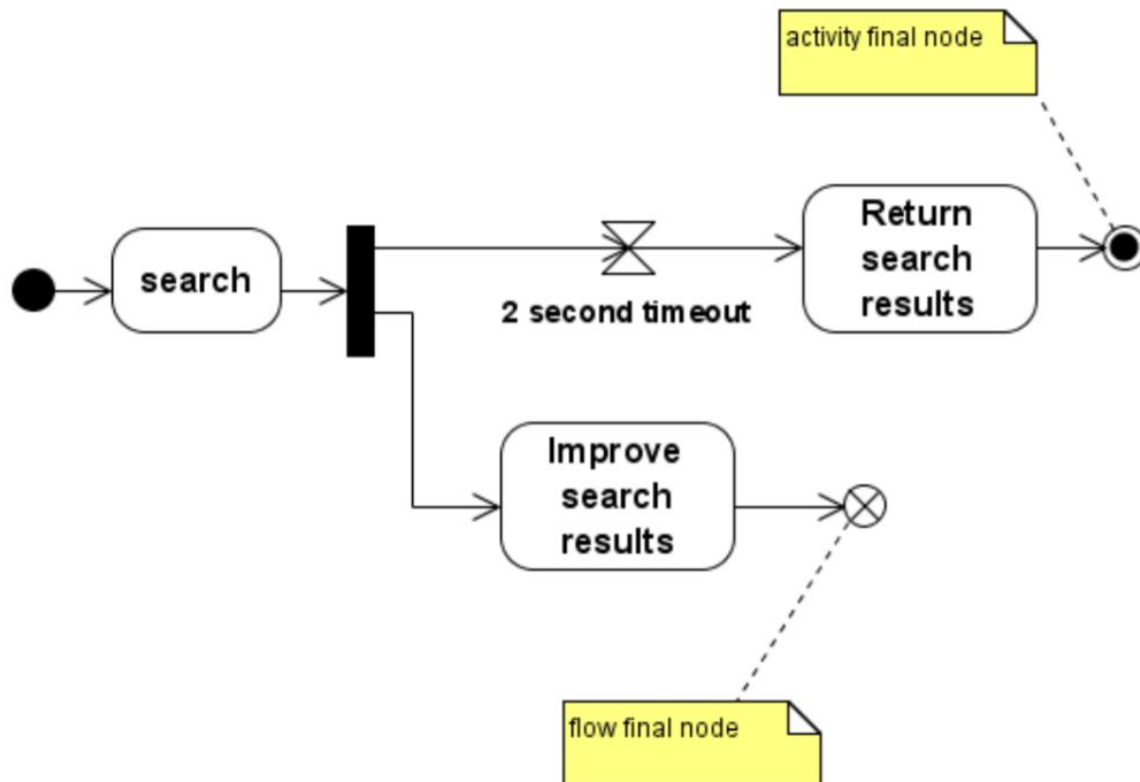 activity final node
search
Return
search
results
2 second timeout
Improve
search
results
flow final node